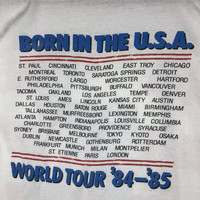 BORN IN THE U.S.A.
ST. PAUL CINCINNATI CLEVELAND EAST TROY CHICAGO
MONTREAL TORONTO SARATOGA SPRINGS DETROIT
E. RUTHERFORD LARGO WORCESTER HARTFORD
PHILADELPHIA PITTSBURGH BUFFALO VANCOUVER
TACOMA OAKLAND LOS ANGELES TEMPE DENVER
ST. LOUIS AMES LINCOLN KANSAS CITY AUSTIN
DALLAS HOUSTON BATON ROUGE MIAMI BIRMINGHAM
TALLAHASSEE MURFREESBORO LEXINGTON MEMPHIS
ATLANTA HAMPTON INDIANAPOLIS LOUISVILLE COLUMBIA
CHARLOTTE GREENSBORO PROVIDENCE SYRACUSE
SYDNEY BRISBANE MELBOURNE TOKYO KYOTO OSAKA
DUBLIN NEWCASTLE GOTHENBURG ROTTERDAM
FRANKFURT MUNICH MILAN MONTPELIER
ST. ETIENNE PARIS LONDON
WORLD TOUR '84-'85